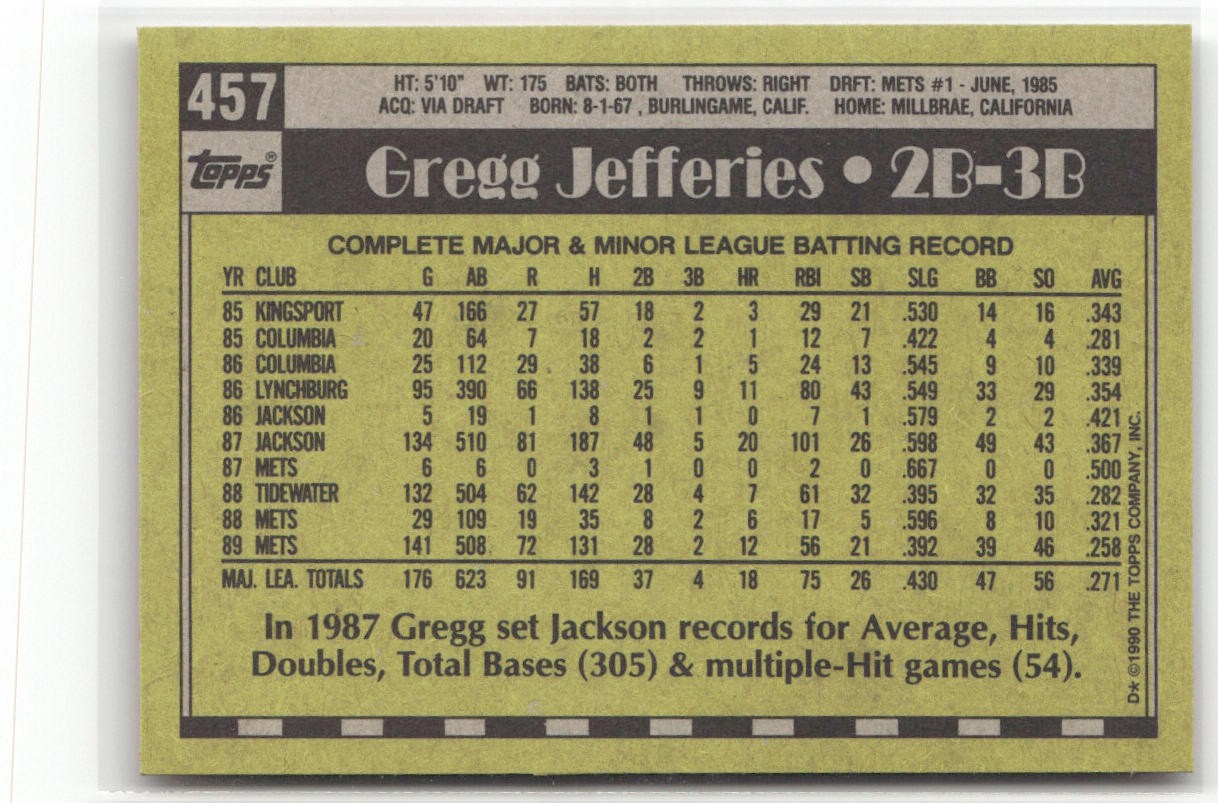 457
HT: 5'10" WT: 175 BATS: BOTH THROWS: RIGHT DRFT: METS #1 - JUNE, 1985
ACQ: VIA DRAFT BORN: 8-1-67 , BURLINGAME, CALIF. HOME: MILLBRAE, CALIFORNIA
topps®
Gregg Jefferies • 2B-3B
COMPLETE MAJOR & MINOR LEAGUE BATTING RECORD
YR CLUB G AB R H 2B 3B HR RBI SB SLG BB SO AVG
85 KINGSPORT 47 166 27 57 18 2 3 29 21 .530 14 16 .343
85 COLUMBIA 20 64 7 18 2 2 1 12 7 .422 4 4 .281
86 COLUMBIA 25 112 29 38 6 1 5 24 13 .545 9 10 .339
86 LYNCHBURG 95 390 66 138 25 9 11 80 43 .549 33 29 .354
86 JACKSON 5 19 1 8 1 1 0 7 1 .579 2 2 .421
87 JACKSON 134 510 81 187 48 5 20 101 26 .598 49 43 .367
87 METS 6 6 0 3 1 0 0 2 0 .667 0 0 .500
88 TIDEWATER 132 504 62 142 28 4 7 61 32 .395 32 35 .282
88 METS 29 109 19 35 8 2 6 17 5 .596 8 10 .321
89 METS 141 508 72 131 28 2 12 56 21 .392 39 46 .258
MAJ. LEA. TOTALS 176 623 91 169 37 4 18 75 26 .430 47 56 .271
In 1987 Gregg set Jackson records for Average, Hits,
Doubles, Total Bases (305) & multiple-Hit games (54).
D* ©1990 THE TOPPS COMPANY, INC.